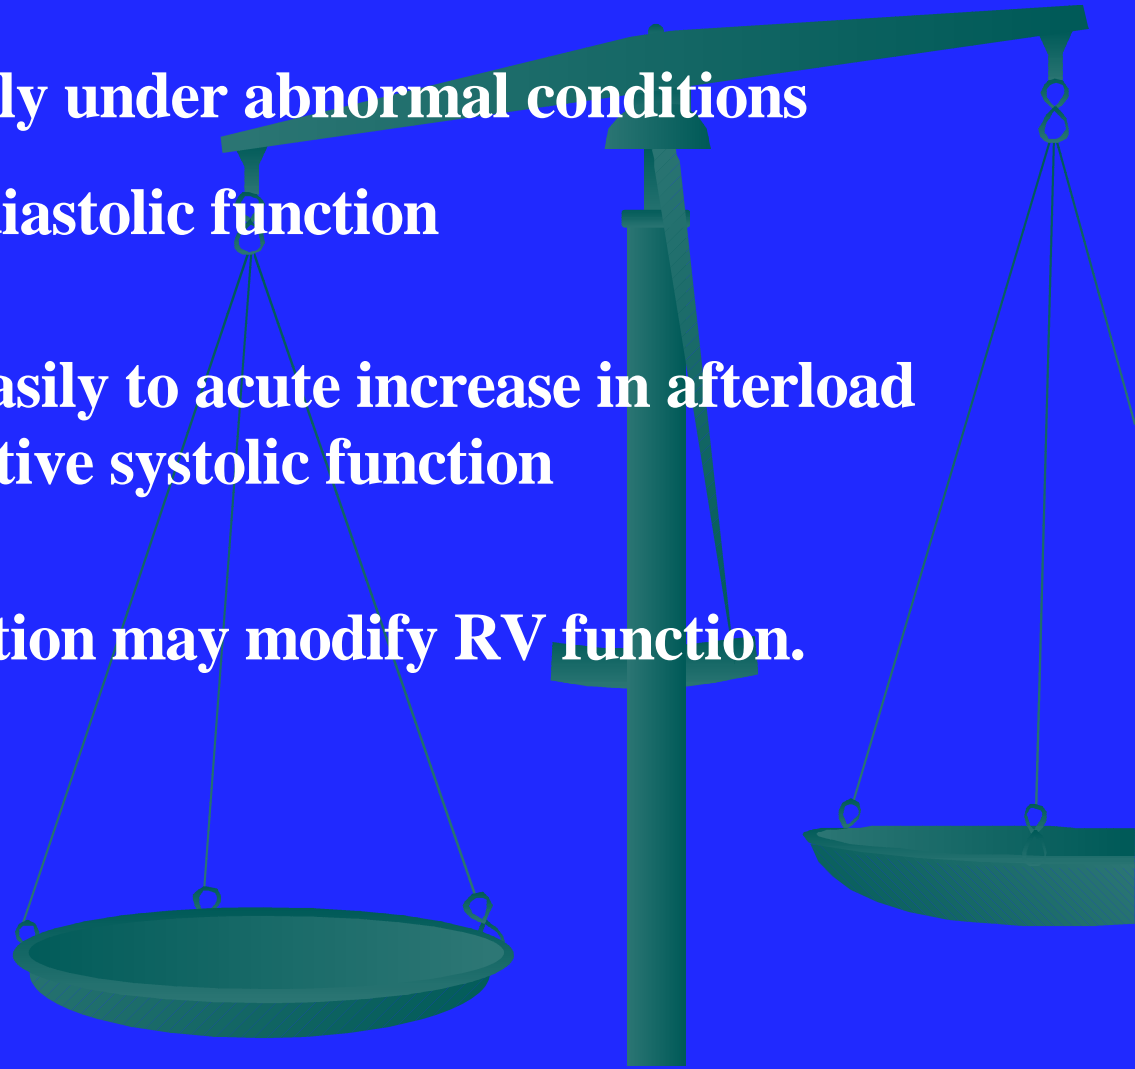 ly under abnormal conditions
iastolic function
asily to acute increase in afterload
tive systolic function
tion may modify RV function.